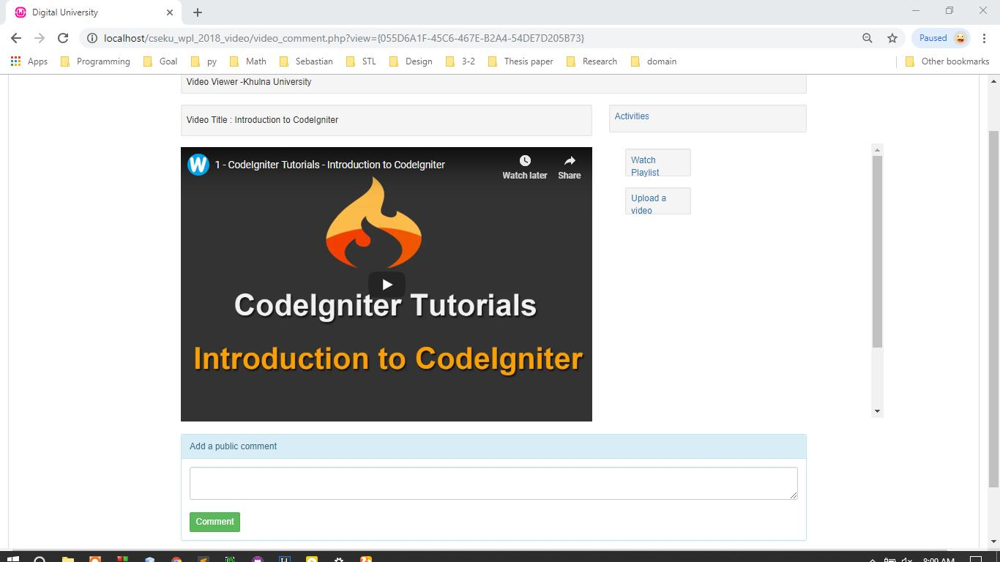 Digital University
localhost/cseku_wpl_2018_video/video_comment.php?view={055D6A1F-45C6-467E-B2A4-54DE7D205B73}
Paused
Apps Programming Goal py Math Sebastian STL Design 3-2 Thesis paper Research domain Other bookmarks
Video Viewer -Khulna University
Video Title : Introduction to CodeIgniter
Activities
1 - CodeIgniter Tutorials - Introduction to CodeIgniter
Watch later
Share
CodeIgniter Tutorials
Introduction to CodeIgniter
Watch
Playlist
Upload a
video
Add a public comment
Comment
8:09 AM